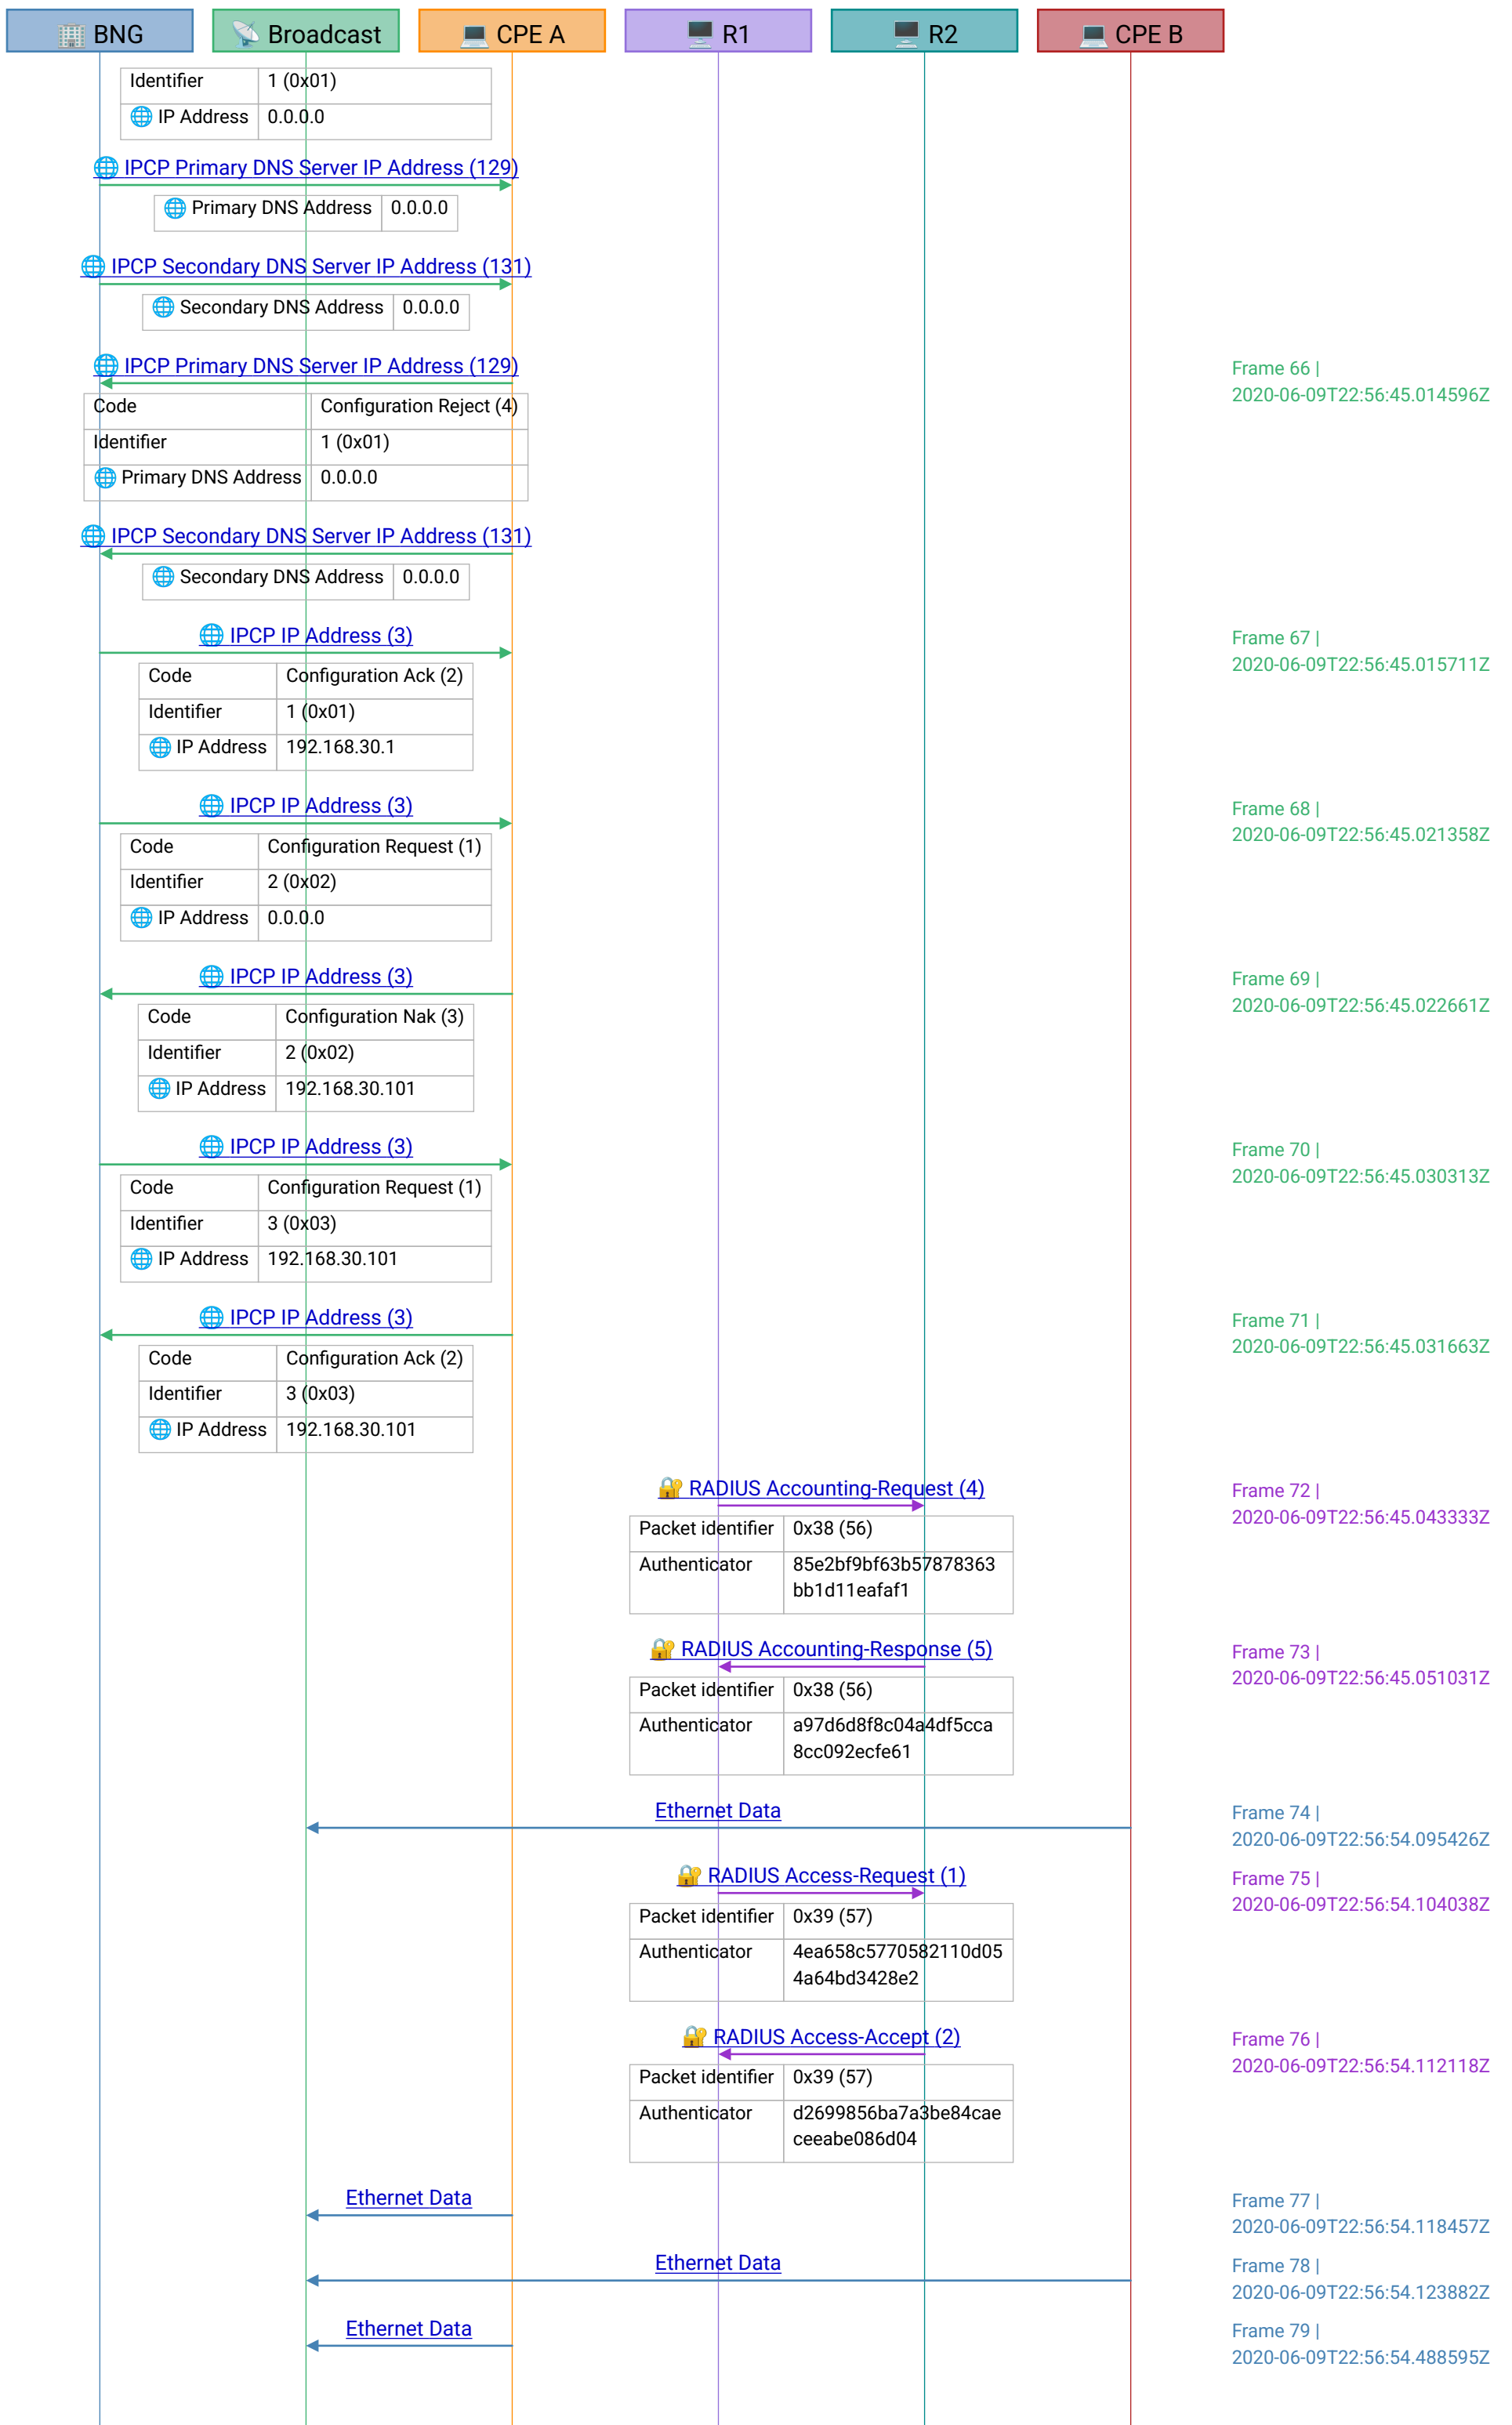 BNG
Broadcast
CPE A
R1
R2
CPE B
Identifier 1 (0x01)
IP Address 0.0.0.0
IPCP Primary DNS Server IP Address (129)
Primary DNS Address 0.0.0.0
IPCP Secondary DNS Server IP Address (131)
Secondary DNS Address 0.0.0.0
IPCP Primary DNS Server IP Address (129)
Frame 66 |
2020-06-09T22:56:45.014596Z
Code Configuration Reject (4)
Identifier 1 (0x01)
Primary DNS Address 0.0.0.0
IPCP Secondary DNS Server IP Address (131)
Secondary DNS Address 0.0.0.0
IPCP IP Address (3)
Frame 67 |
2020-06-09T22:56:45.015711Z
Code Configuration Ack (2)
Identifier 1 (0x01)
IP Address 192.168.30.1
IPCP IP Address (3)
Frame 68 |
2020-06-09T22:56:45.021358Z
Code Configuration Request (1)
Identifier 2 (0x02)
IP Address 0.0.0.0
IPCP IP Address (3)
Frame 69 |
2020-06-09T22:56:45.022661Z
Code Configuration Nak (3)
Identifier 2 (0x02)
IP Address 192.168.30.101
IPCP IP Address (3)
Frame 70 |
2020-06-09T22:56:45.030313Z
Code Configuration Request (1)
Identifier 3 (0x03)
IP Address 192.168.30.101
IPCP IP Address (3)
Frame 71 |
2020-06-09T22:56:45.031663Z
Code Configuration Ack (2)
Identifier 3 (0x03)
IP Address 192.168.30.101
RADIUS Accounting-Request (4)
Frame 72 |
2020-06-09T22:56:45.043333Z
Packet identifier 0x38 (56)
Authenticator 85e2bf9bf63b57878363
bb1d11eafaf1
RADIUS Accounting-Response (5)
Frame 73 |
2020-06-09T22:56:45.051031Z
Packet identifier 0x38 (56)
Authenticator a97d6d8f8c04a4df5cca
8cc092ecfe61
Ethernet Data
Frame 74 |
2020-06-09T22:56:54.095426Z
RADIUS Access-Request (1)
Frame 75 |
2020-06-09T22:56:54.104038Z
Packet identifier 0x39 (57)
Authenticator 4ea658c5770582110d05
4a64bd3428e2
RADIUS Access-Accept (2)
Frame 76 |
2020-06-09T22:56:54.112118Z
Packet identifier 0x39 (57)
Authenticator d2699856ba7a3be84cae
ceeabe086d04
Ethernet Data
Frame 77 |
2020-06-09T22:56:54.118457Z
Ethernet Data
Frame 78 |
2020-06-09T22:56:54.123882Z
Ethernet Data
Frame 79 |
2020-06-09T22:56:54.488595Z